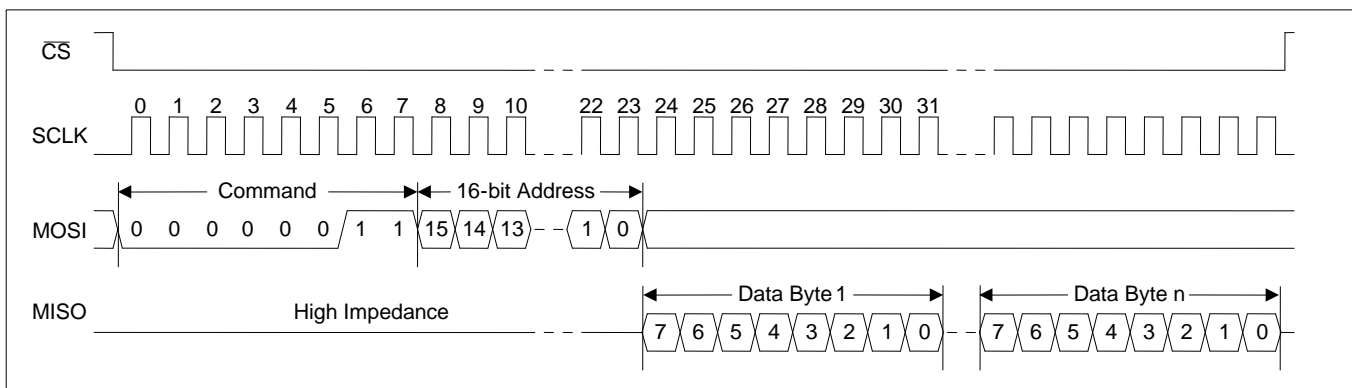 CS
0 1 2 3 4 5 6 7 8 9 10 22 23 24 25 26 27 28 29 30 31
SCLK
Command 16-bit Address
MOSI 0 0 0 0 0 0 1 1 15 14 13 1 0
Data Byte 1 Data Byte n
MISO High Impedance
7 6 5 4 3 2 1 0 7 6 5 4 3 2 1 0